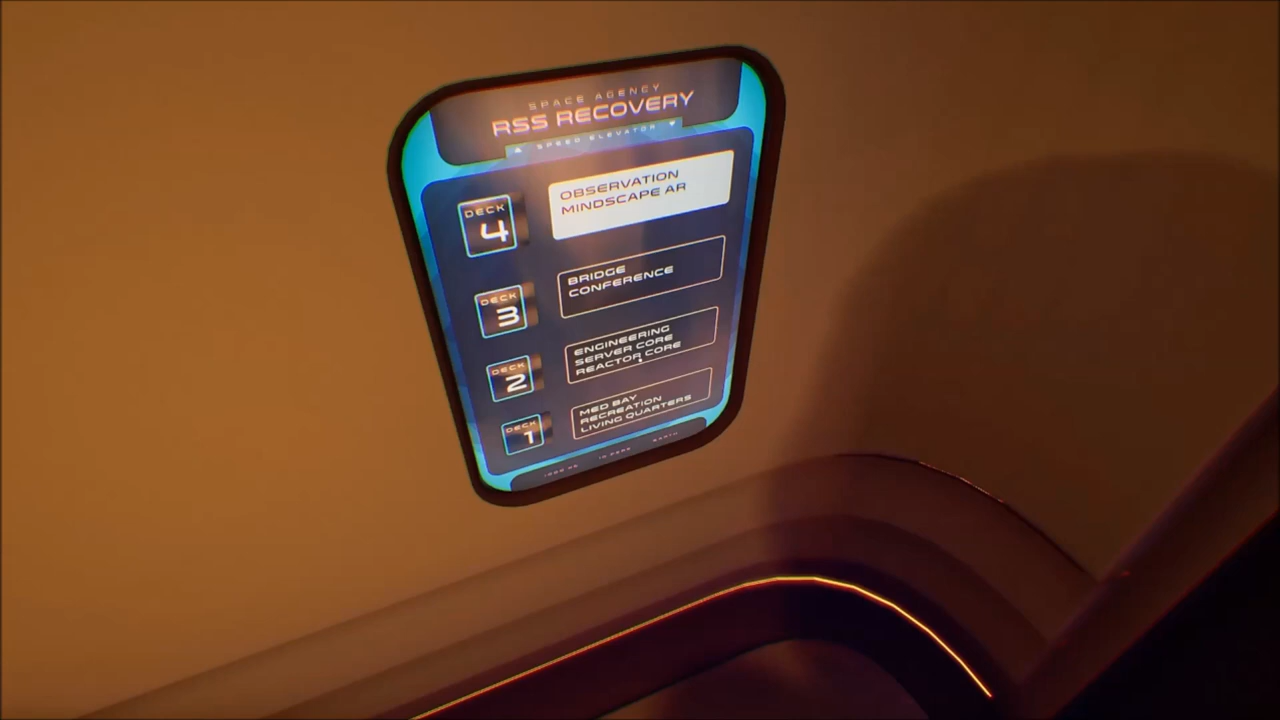 SPACE AGENCY
RSS RECOVERY
SPEED ELEVATOR
DECK
4
OBSERVATION
MINDSCAPE AR
DECK
3
BRIDGE
CONFERENCE
DECK
2
ENGINEERING
SERVER CORE
REACTOR CORE
DECK
1
MED BAY
RECREATION
LIVING QUARTERS